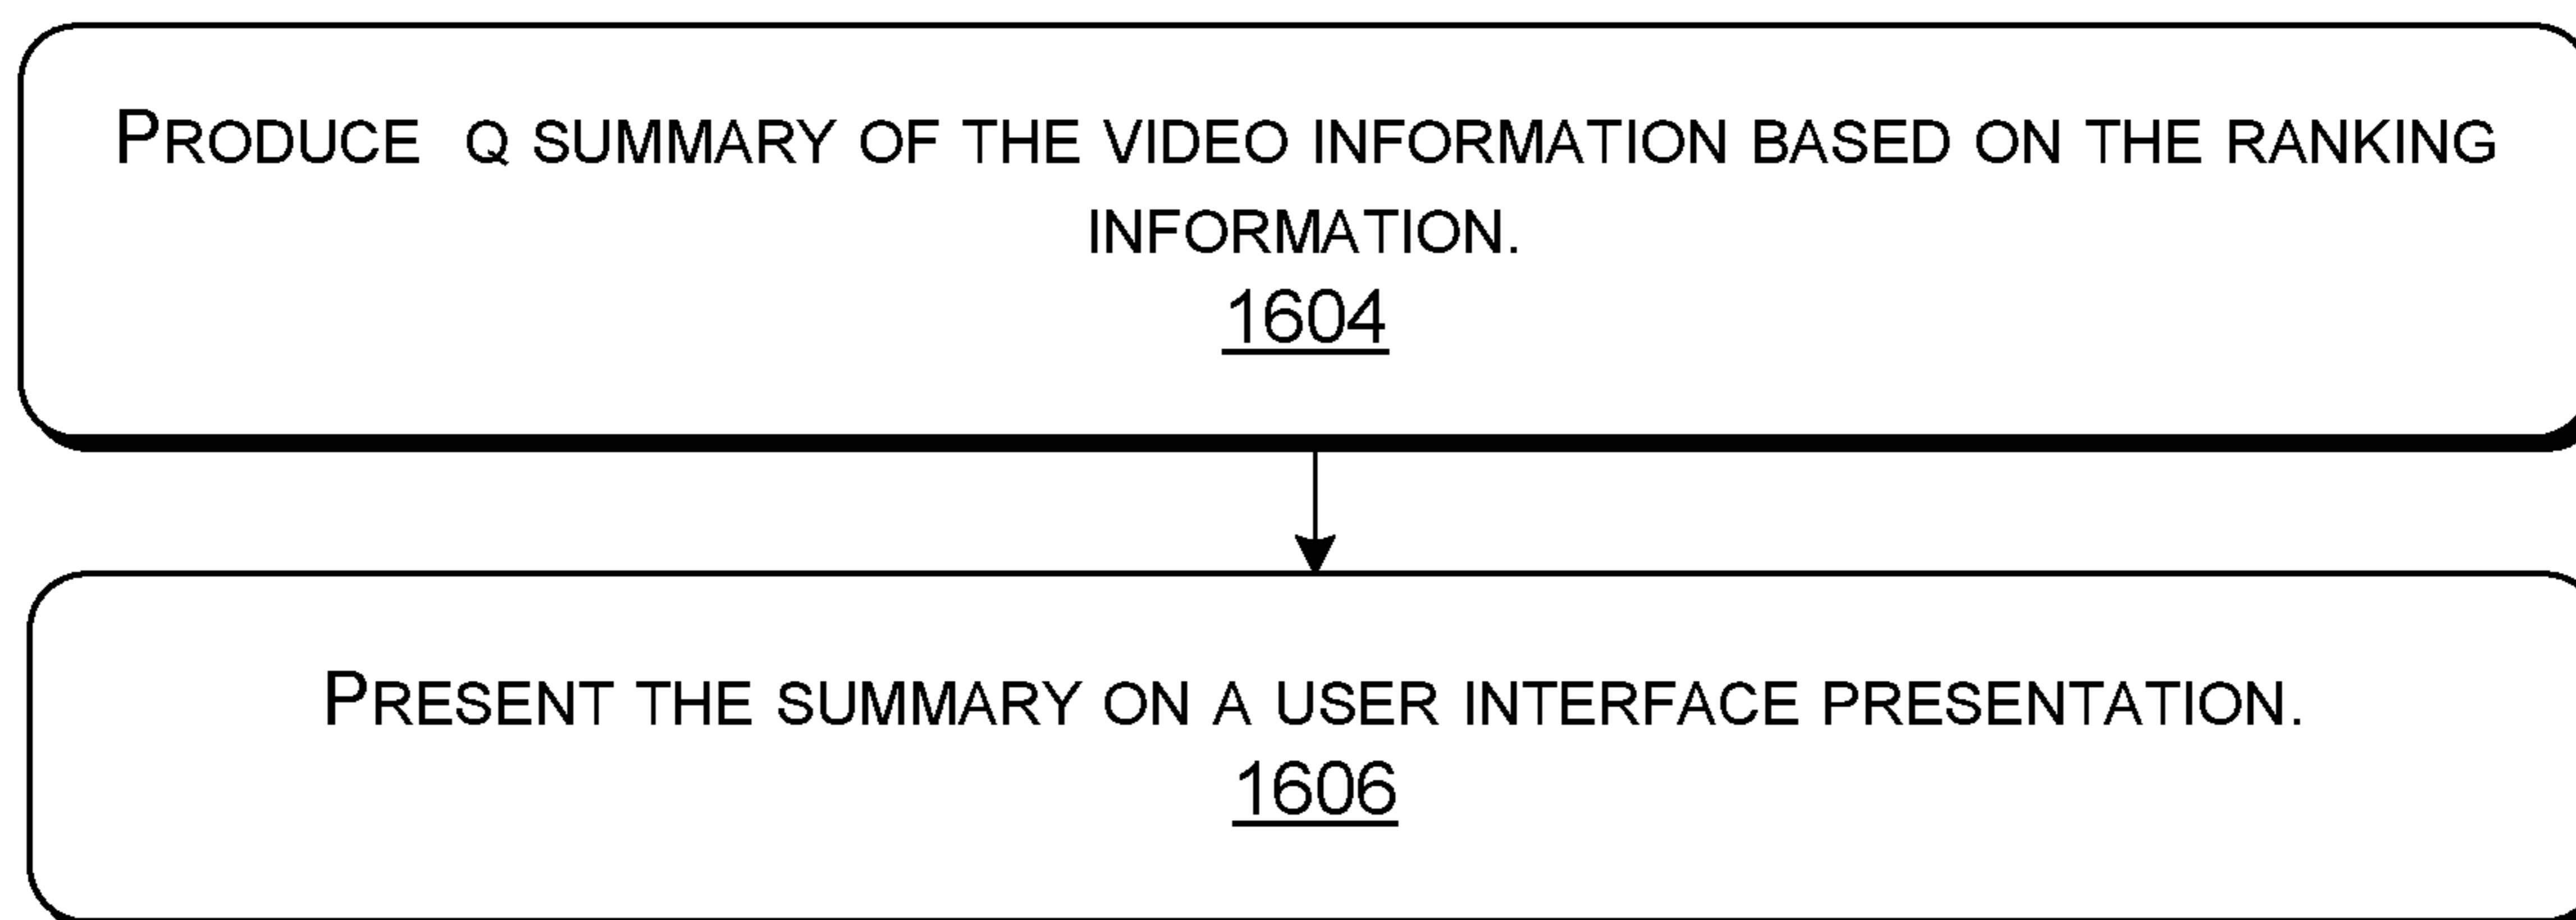 PRODUCE Q SUMMARY OF THE VIDEO INFORMATION BASED ON THE RANKING
INFORMATION.
1604
PRESENT THE SUMMARY ON A USER INTERFACE PRESENTATION.
1606